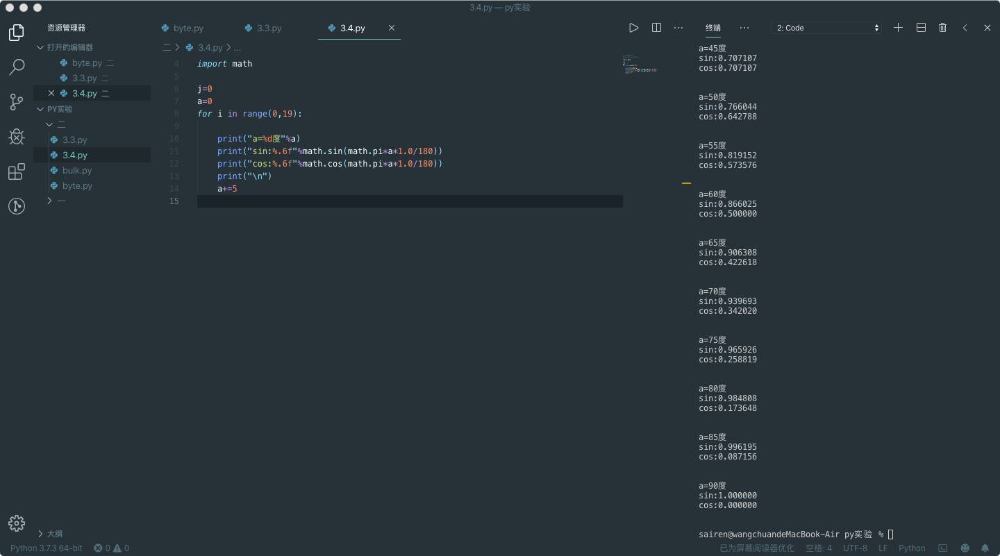 3.4.py — py实验
资源管理器
打开的编辑器
byte.py 二
3.3.py 二
3.4.py 二
PY实验
二
3.3.py
3.4.py
bulk.py
byte.py
一
大纲
byte.py
3.3.py
3.4.py
二 > 3.4.py > ...
4 import math
5
6 j=0
7 a=0
8 for i in range(0,19):
9
10 print("a=%d度"%a)
11 print("sin:%.6f"%math.sin(math.pi*a*1.0/180))
12 print("cos:%.6f"%math.cos(math.pi*a*1.0/180))
13 print("\n")
14 a+=5
15
终端
2: Code
a=45度
sin:0.707107
cos:0.707107
a=50度
sin:0.766044
cos:0.642788
a=55度
sin:0.819152
cos:0.573576
a=60度
sin:0.866025
cos:0.500000
a=65度
sin:0.906308
cos:0.422618
a=70度
sin:0.939693
cos:0.342020
a=75度
sin:0.965926
cos:0.258819
a=80度
sin:0.984808
cos:0.173648
a=85度
sin:0.996195
cos:0.087156
a=90度
sin:1.000000
cos:0.000000
sairen@wangchuandeMacBook-Air py实验 %
Python 3.7.3 64-bit
0
0
已为屏幕阅读器优化
空格: 4
UTF-8
LF
Python